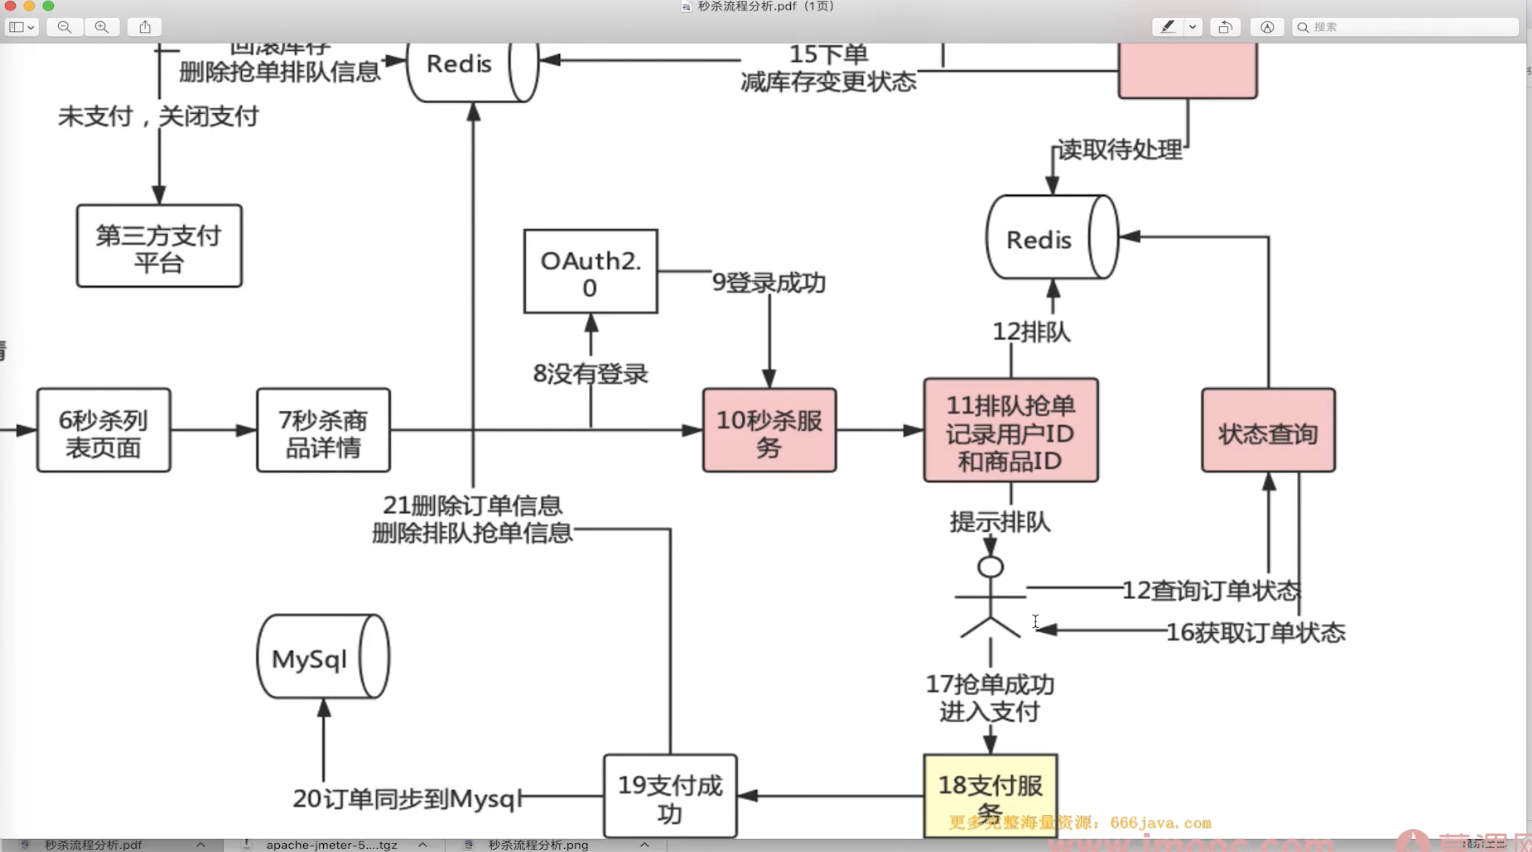 秒杀流程分析.pdf（1页）
搜索
回滚库存
删除抢单排队信息
Redis
15下单
减库存变更状态
未支付，关闭支付
读取待处理
第三方支付
平台
OAuth2.
0
9登录成功
Redis
12排队
8没有登录
6秒杀列
表页面
7秒杀商
品详情
10秒杀服
务
11排队抢单
记录用户ID
和商品ID
状态查询
21删除订单信息
删除排队抢单信息
提示排队
12查询订单状态
16获取订单状态
MySql
17抢单成功
进入支付
20订单同步到Mysql
19支付成
功
18支付服
务
更多完整海量资源：666java.com
秒杀流程分析.pdf
apache-jmeter-5....tgz
秒杀流程分析.png
www.imooc.com